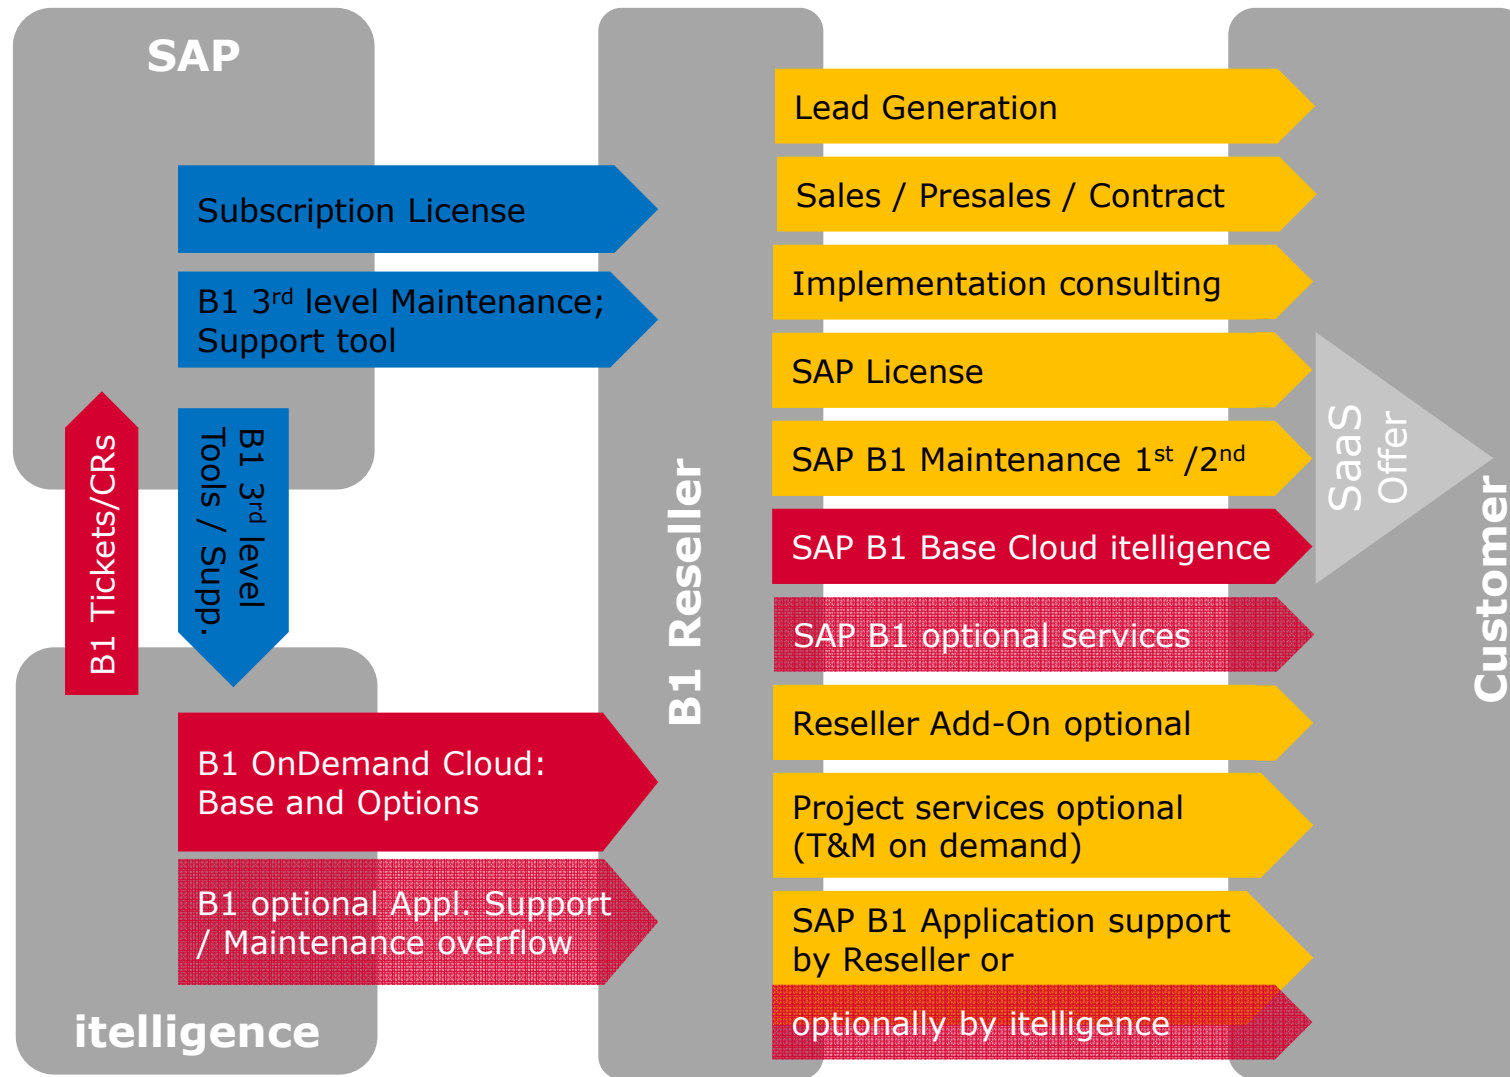 SAP
Subscription License
B1 3rd level Maintenance;
Support tool
B1 Tickets/CRs
B1 3rd level
Tools / Supp.
B1 OnDemand Cloud:
Base and Options
B1 optional Appl. Support
/ Maintenance overflow
itelligence
B1 Reseller
Lead Generation
Sales / Presales / Contract
Implementation consulting
SAP License
SAP B1 Maintenance 1st /2nd
SAP B1 Base Cloud itelligence
SAP B1 optional services
Reseller Add-On optional
Project services optional
(T&M on demand)
SAP B1 Application support
by Reseller or
optionally by itelligence
SaaS
Offer
Customer